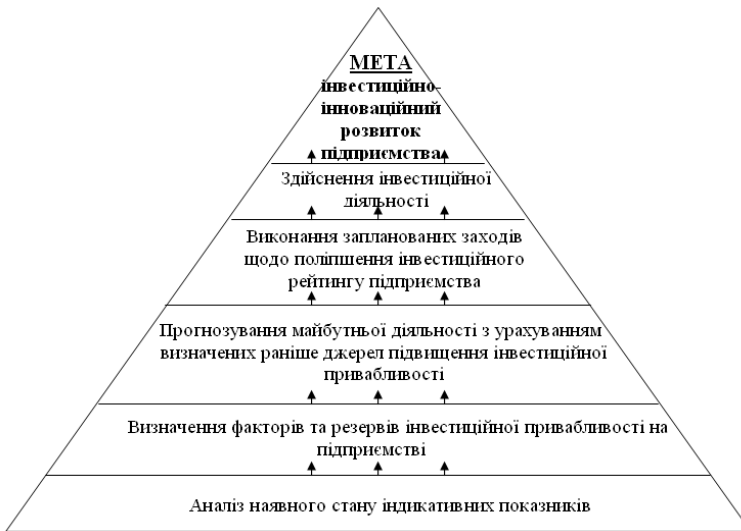 МЕТА
інвестиційно-
інноваційний
розвиток
підприємства
Здійснення інвестиційної
діяльності
Виконання запланованих заходів
щодо поліпшення інвестиційного
рейтингу підприємства
Прогнозування майбутньої діяльності з урахуванням
визначених раніше джерел підвищення інвестиційної
привабливості
Визначення факторів та резервів інвестиційної привабливості на
підприємстві
Аналіз наявного стану індикативних показників